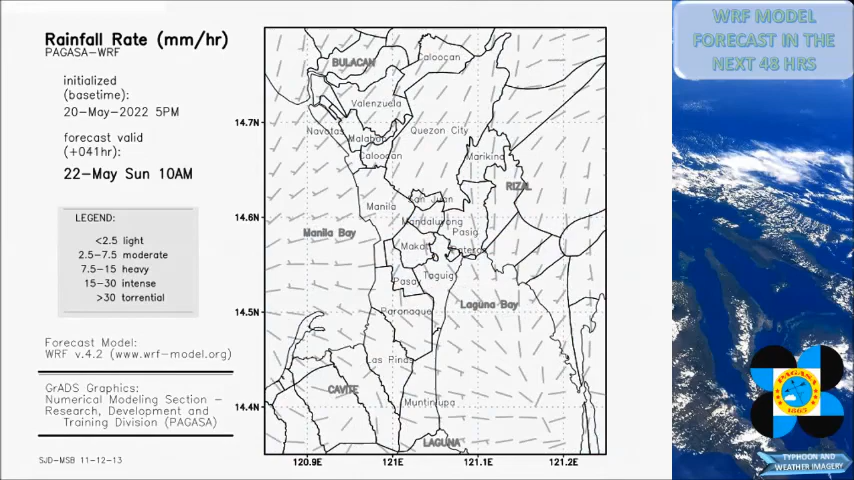 Rainfall Rate (mm/hr)
PAGASA-WRF
initialized
(basetime):
20-May-2022 5PM
forecast valid
(+041hr):
22-May Sun 10AM
LEGEND:
<2.5 light
2.5-7.5 moderate
7.5-15 heavy
15-30 intense
>30 torrential
Forecast Model:
WRF v.4.2 (www.wrf-model.org)
GrADS Graphics:
Numerical Modeling Section -
Research, Development and
Training Division (PAGASA)
SJD-MSB 11-12-13
14.7N
14.6N
14.5N
14.4N
120.9E
121E
121.1E
121.2E
BULACAN
Caloocan
Valenzuela
Navotas
Malabon
Quezon City
Caloocan
Marikina
RIZAL
San Juan
Manila
Mandaluyong
Manila Bay
Pasig
Makati
Pateros
Taguig
Pasay
Laguna Bay
Paranaque
Las Pinas
CAVITE
Muntinlupa
LAGUNA
WRF MODEL
FORECAST IN THE
NEXT 48 HRS
PAGASA
1865
TYPHOON AND
WEATHER IMAGERY